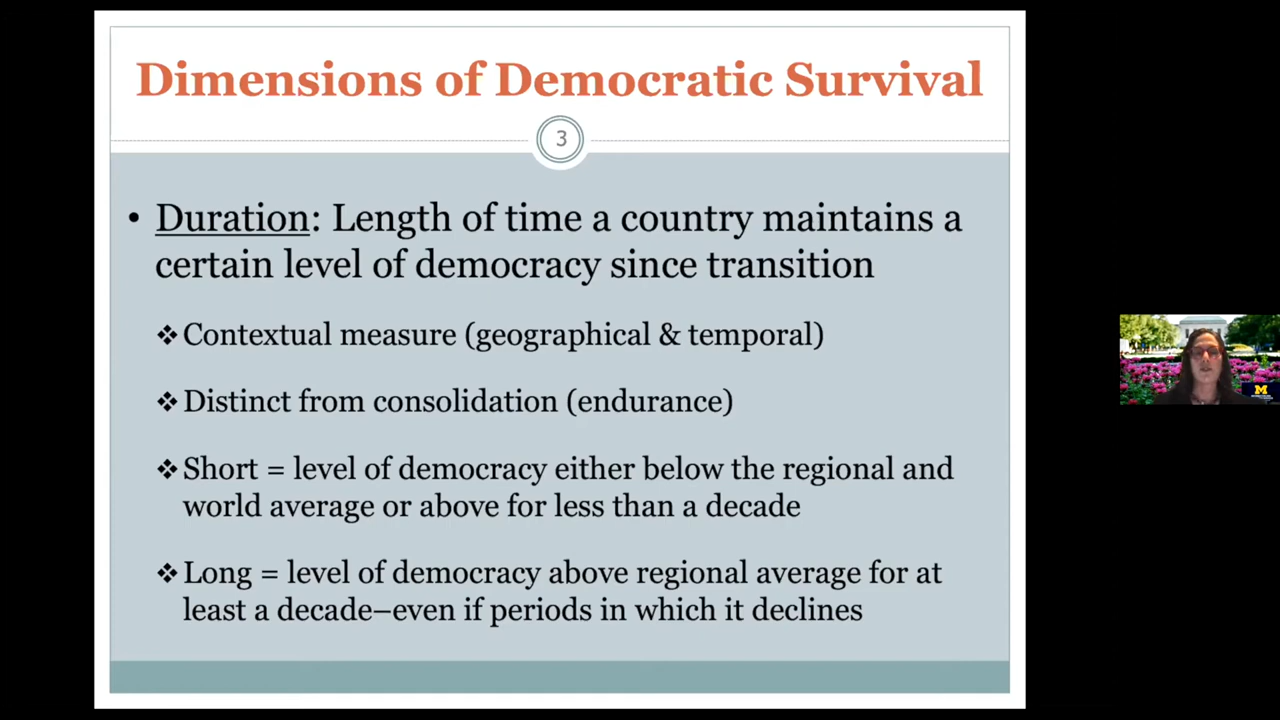 Dimensions of Democratic Survival
3
• Duration: Length of time a country maintains a
certain level of democracy since transition
❖Contextual measure (geographical & temporal)
❖Distinct from consolidation (endurance)
❖Short = level of democracy either below the regional and
world average or above for less than a decade
❖Long = level of democracy above regional average for at
least a decade–even if periods in which it declines
M